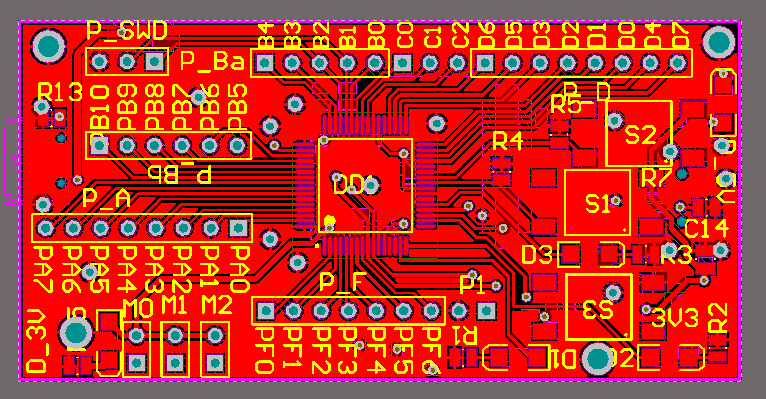 P_SWD
P_Ba
B4 B3 B2 B1 B0 C0 C1 C2 D6 D5 D3 D2 D1 D0 D4 D7
R13
PB10 PB9 PB8 PB7 PB6 PB5
P_D
R5
S2
R4
P_Bb
R7
P_A
S1
C14
PA7 PA6 PA5 PA4 PA3 PA2 PA1 PA0
D3
R3
P_F
P1
S3
3V3
D_3V
M0 M1 M2
PF0 PF1 PF2 PF3 PF4 PF5
R1
D1
R2